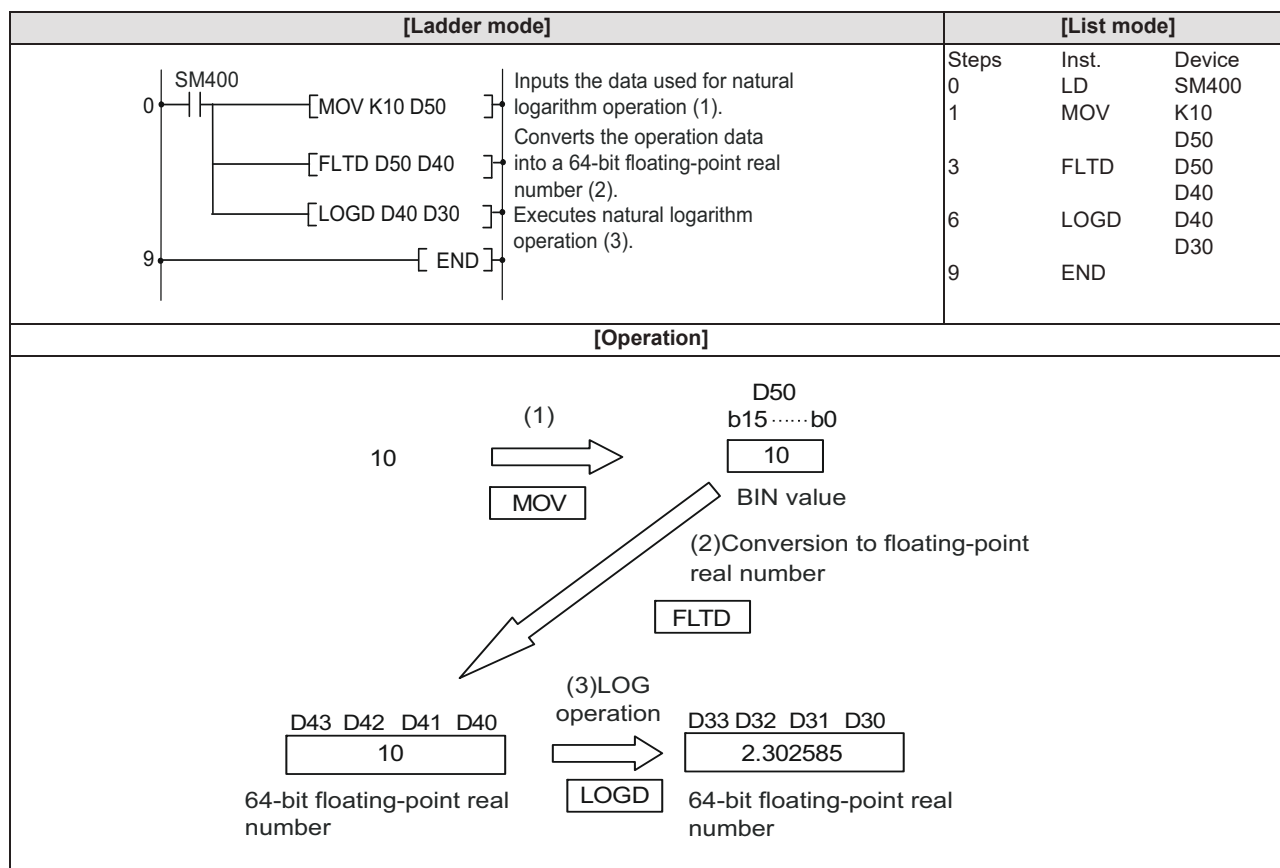 [Ladder mode]
[List mode]
SM400
0
[MOV K10 D50 ]
Inputs the data used for natural
logarithm operation (1).
[FLTD D50 D40 ]
Converts the operation data
into a 64-bit floating-point real
number (2).
[LOGD D40 D30 ]
Executes natural logarithm
operation (3).
9
[ END ]
Steps Inst. Device
0 LD SM400
1 MOV K10
D50
3 FLTD D50
D40
6 LOGD D40
D30
9 END
[Operation]
D50
b15 ...... b0
(1)
10
10
MOV
BIN value
(2)Conversion to floating-point
real number
FLTD
(3)LOG
operation
D43 D42 D41 D40
D33 D32 D31 D30
10
2.302585
LOGD
64-bit floating-point real
number
64-bit floating-point real
number